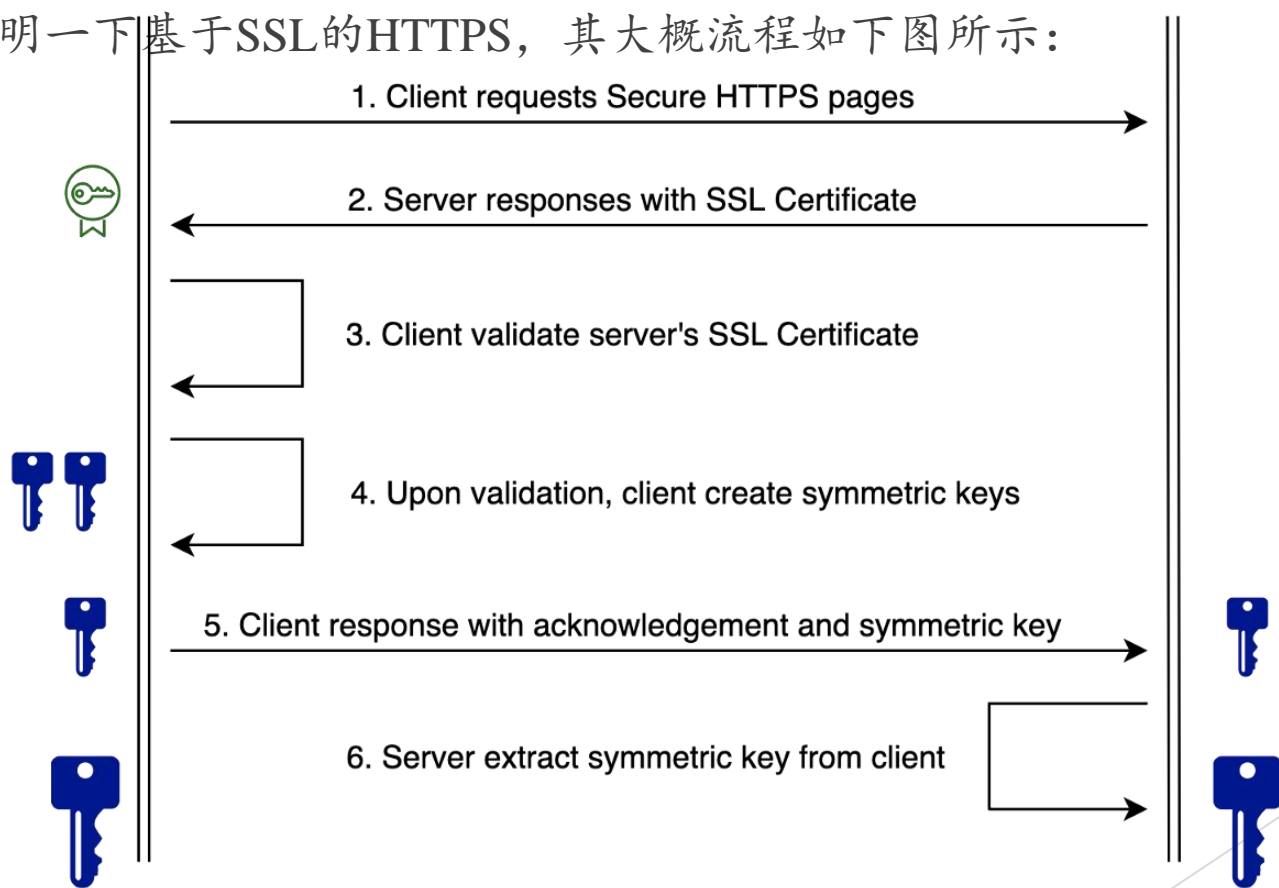 明一下基于SSL的HTTPS，其大概流程如下图所示：
1. Client requests Secure HTTPS pages
2. Server responses with SSL Certificate
3. Client validate server's SSL Certificate
4. Upon validation, client create symmetric keys
5. Client response with acknowledgement and symmetric key
6. Server extract symmetric key from client